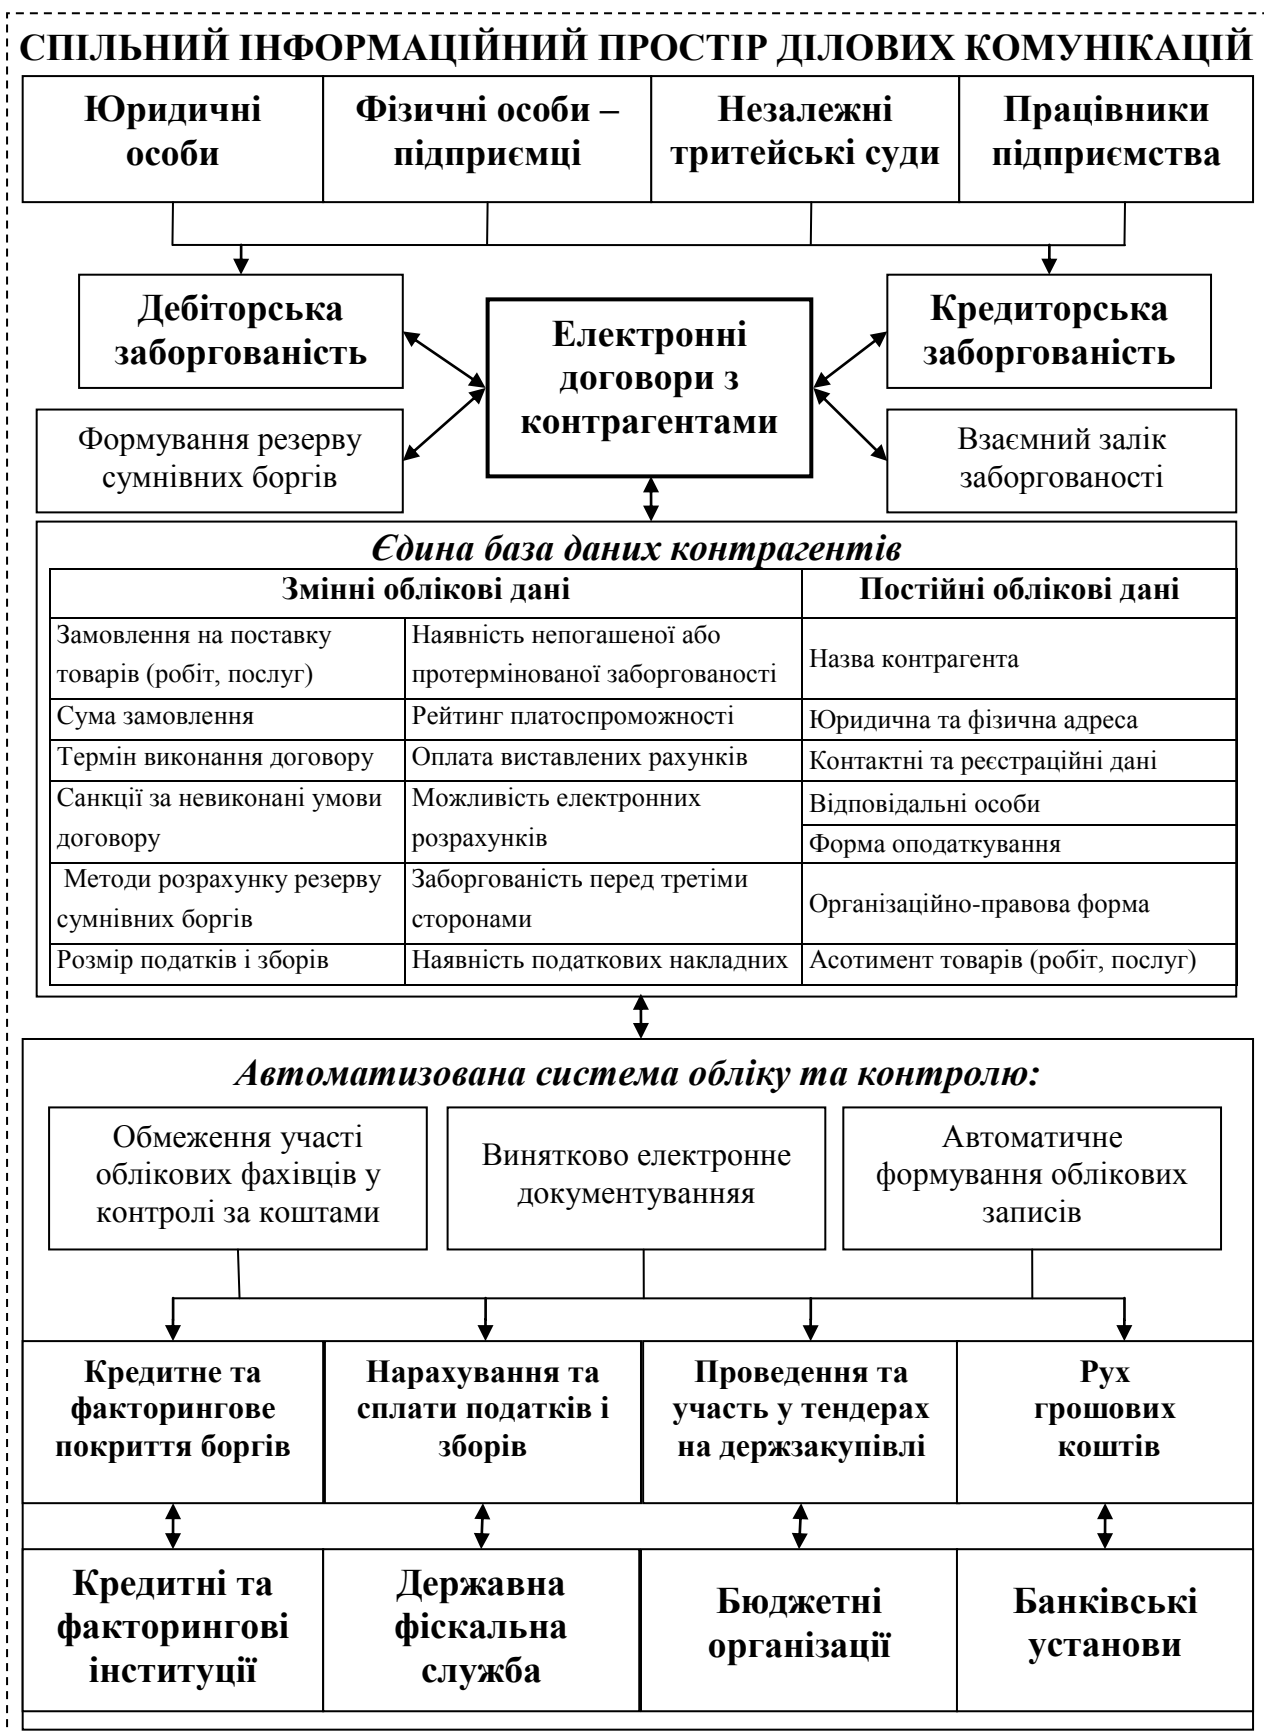 СПІЛЬНИЙ ІНФОРМАЦІЙНИЙ ПРОСТІР ДІЛОВИХ КОМУНІКАЦІЙ
Юридичні
особи
Фізичні особи –
підприємці
Незалежні
тритейські суди
Працівники
підприємства
Дебіторська
заборгованість
Електронні
договори з
контрагентами
Кредиторська
заборгованість
Формування резерву
сумнівних боргів
Взаємний залік
заборгованості
Єдина база даних контрагентів
Змінні облікові дані
Постійні облікові дані
Замовлення на поставку
товарів (робіт, послуг)
Наявність непогашеної або
протермінованої заборгованості
Назва контрагента
Сума замовлення
Рейтинг платоспроможності
Юридична та фізична адреса
Термін виконання договору
Оплата виставлених рахунків
Контактні та реєстраційні дані
Санкції за невиконані умови
договору
Можливість електронних
розрахунків
Відповідальні особи
Форма оподаткування
Методи розрахунку резерву
сумнівних боргів
Заборгованість перед третіми
сторонами
Організаційно-правова форма
Розмір податків і зборів
Наявність податкових накладних
Асотимент товарів (робіт, послуг)
Автоматизована система обліку та контролю:
Обмеження участі
облікових фахівців у
контролі за коштами
Винятково електронне
документуванняя
Автоматичне
формування облікових
записів
Кредитне та
факторингове
покриття боргів
Нарахування та
сплати податків і
зборів
Проведення та
участь у тендерах
на держзакупівлі
Рух
грошових
коштів
Кредитні та
факторингові
інституції
Державна
фіскальна
служба
Бюджетні
організації
Банківські
установи